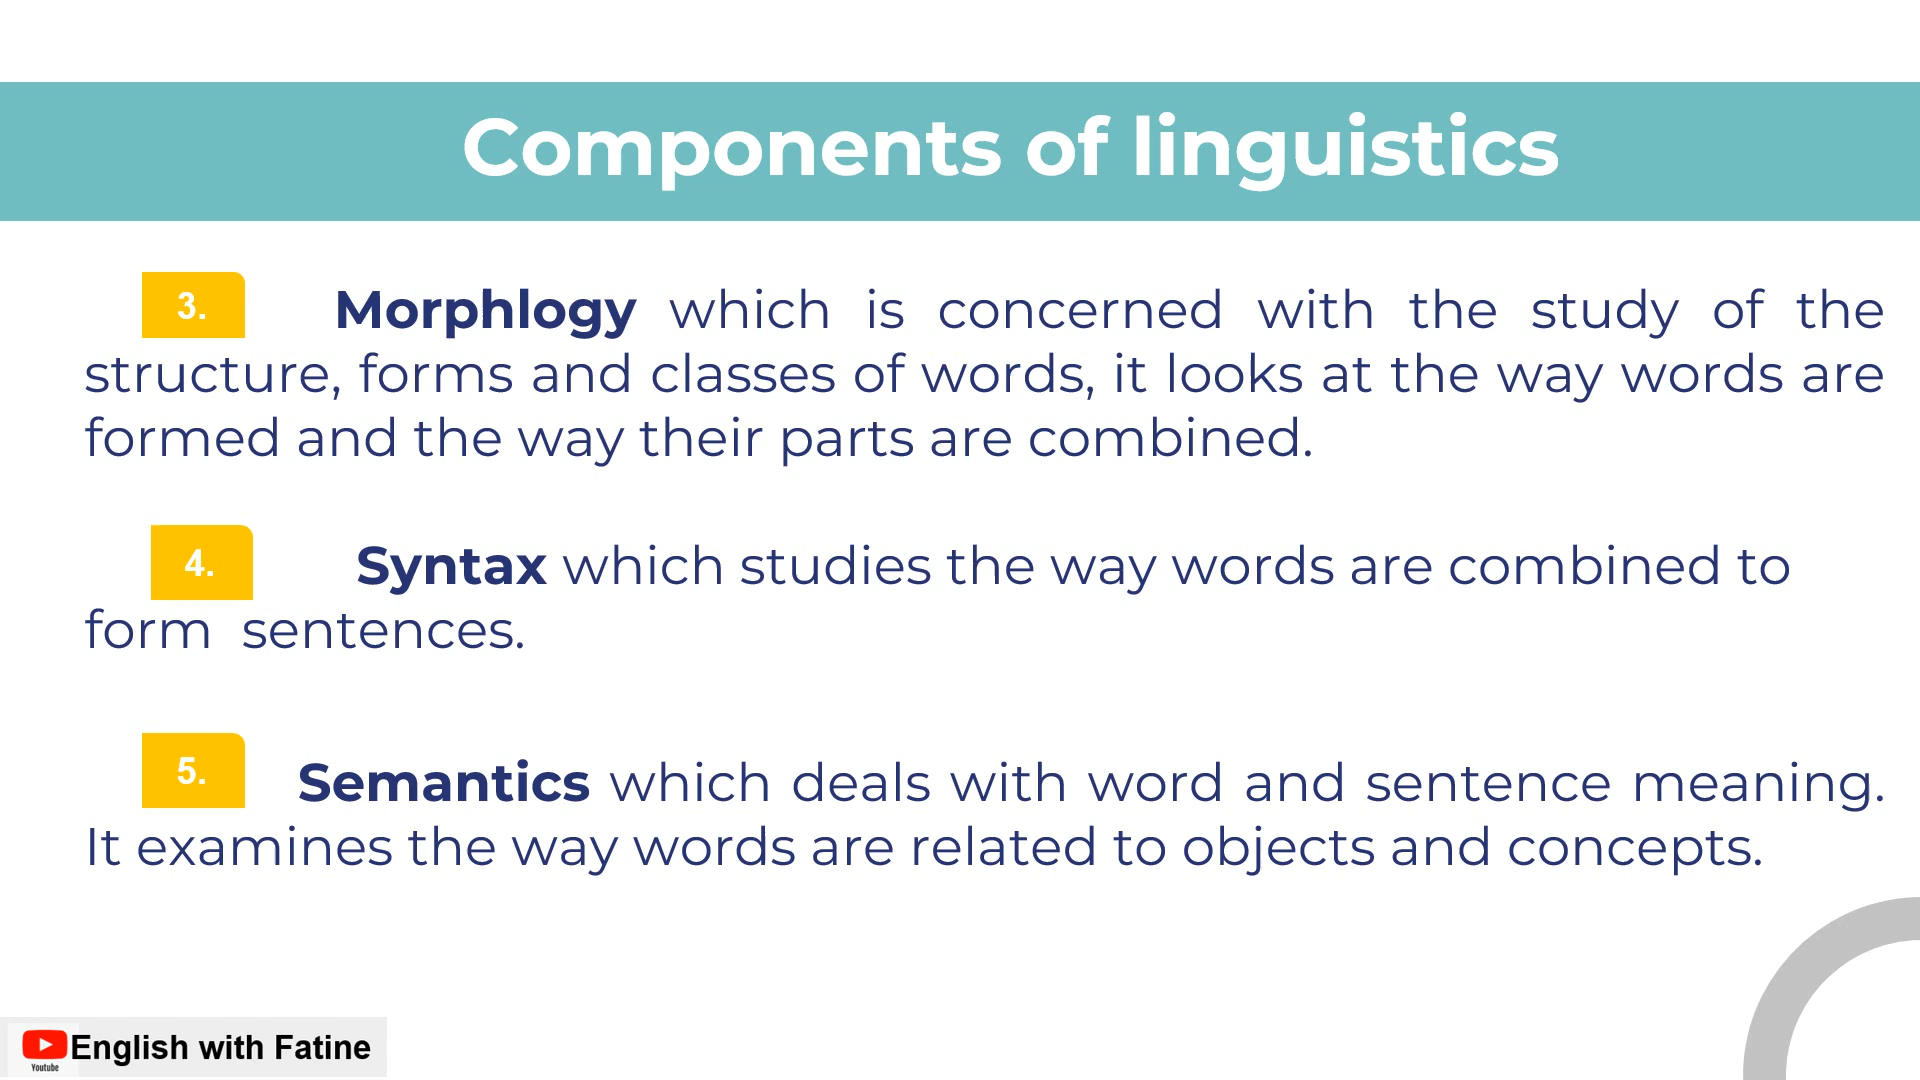 Components of linguistics
3. Morphlogy which is concerned with the study of the
structure, forms and classes of words, it looks at the way words are
formed and the way their parts are combined.
4. Syntax which studies the way words are combined to
form sentences.
5. Semantics which deals with word and sentence meaning.
It examines the way words are related to objects and concepts.
English with Fatine
Youtube